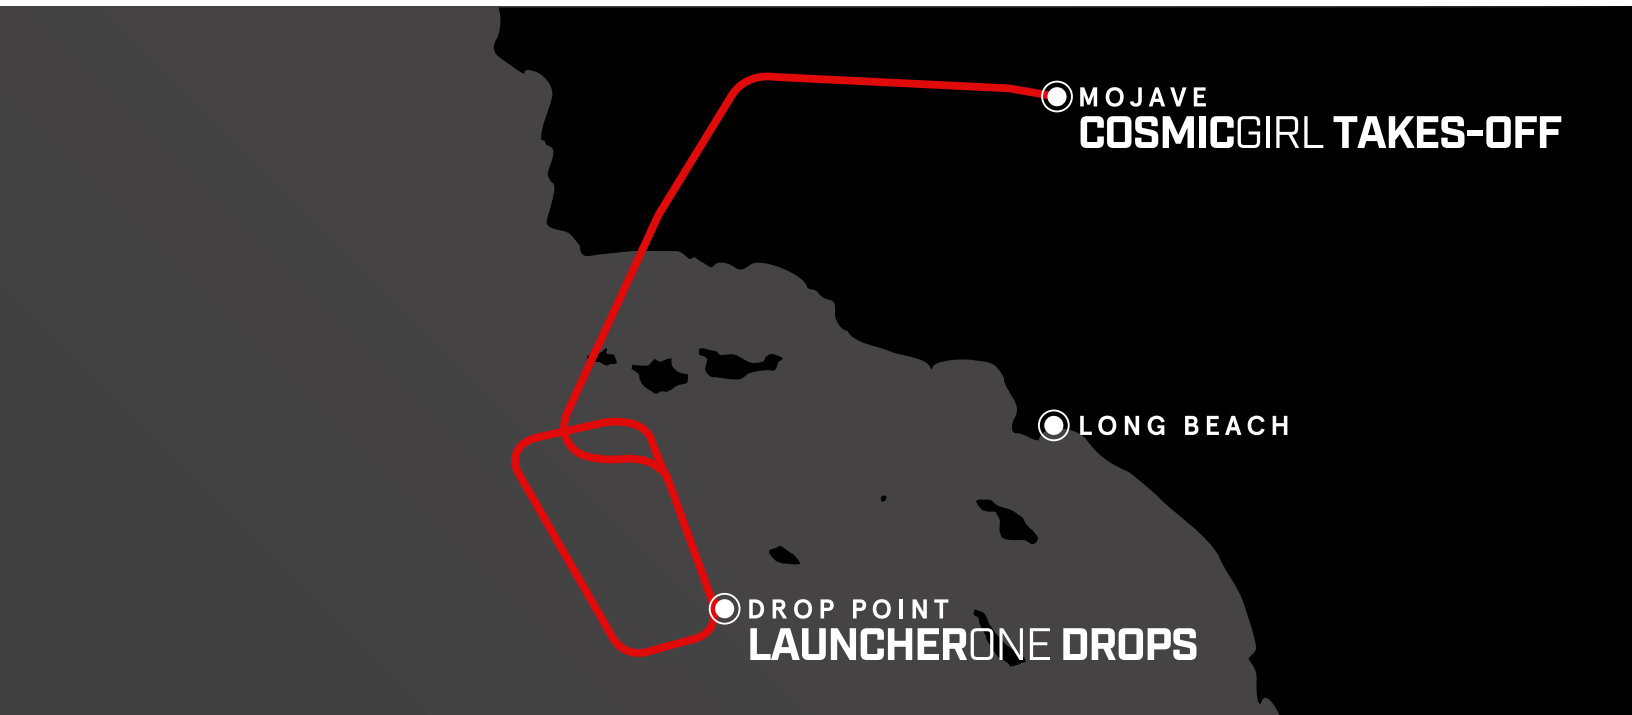 MOJAVE
COSMICGIRL TAKES-OFF
LONG BEACH
DROP POINT
LAUNCHERONE DROPS